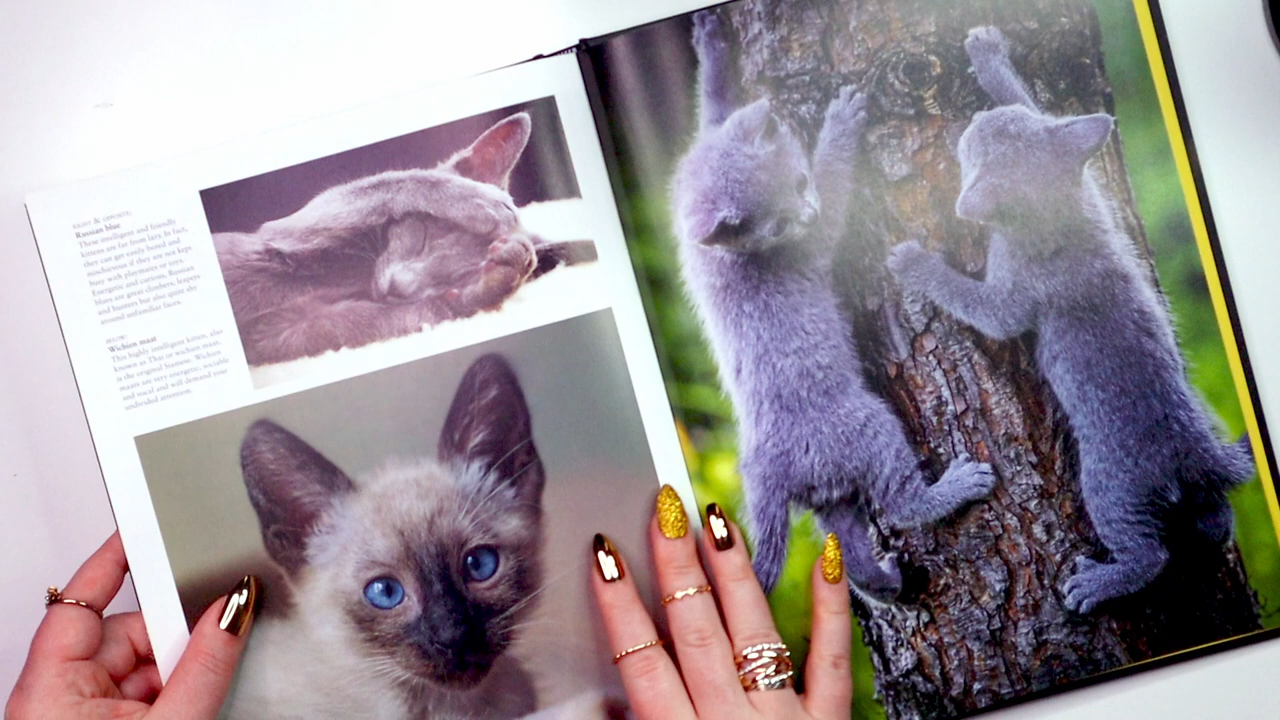 RIGHT & OPPOSITE:
Russian blue
These intelligent and friendly
kittens are far from lazy. In fact,
they can get easily bored and
mischievous if they are not kept
busy with playmates or toys.
Energetic and curious, Russian
blues are great climbers, leapers
and hunters but also quite shy
around unfamiliar faces.
BELOW:
Wichien maat
This highly intelligent kitten, also
known as Thai or wichien maat,
is the original Siamese. Wichien
maats are very energetic, sociable
and vocal and will demand your
undivided attention.